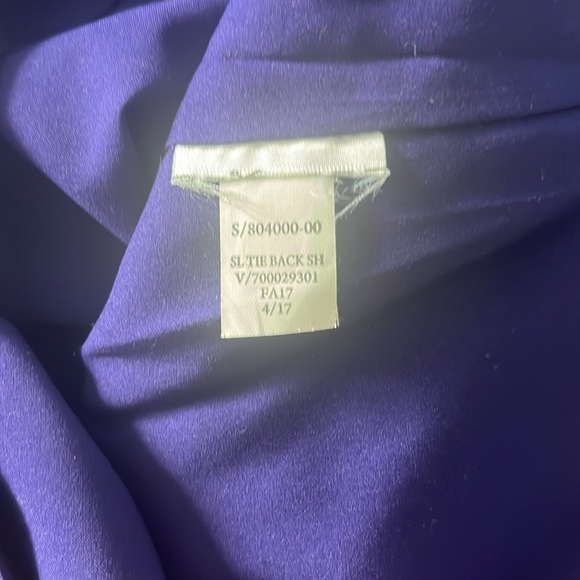 S/804000-00
SL TIE BACK SH
V/700029301
FA17
4/17